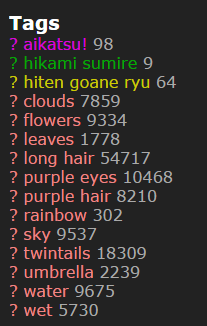 Tags
? aikatsu! 98
? hikami sumire 9
? hiten goane ryu 64
? clouds 7859
? flowers 9334
? leaves 1778
? long hair 54717
? purple eyes 10468
? purple hair 8210
? rainbow 302
? sky 9537
? twintails 18309
? umbrella 2239
? water 9675
? wet 5730